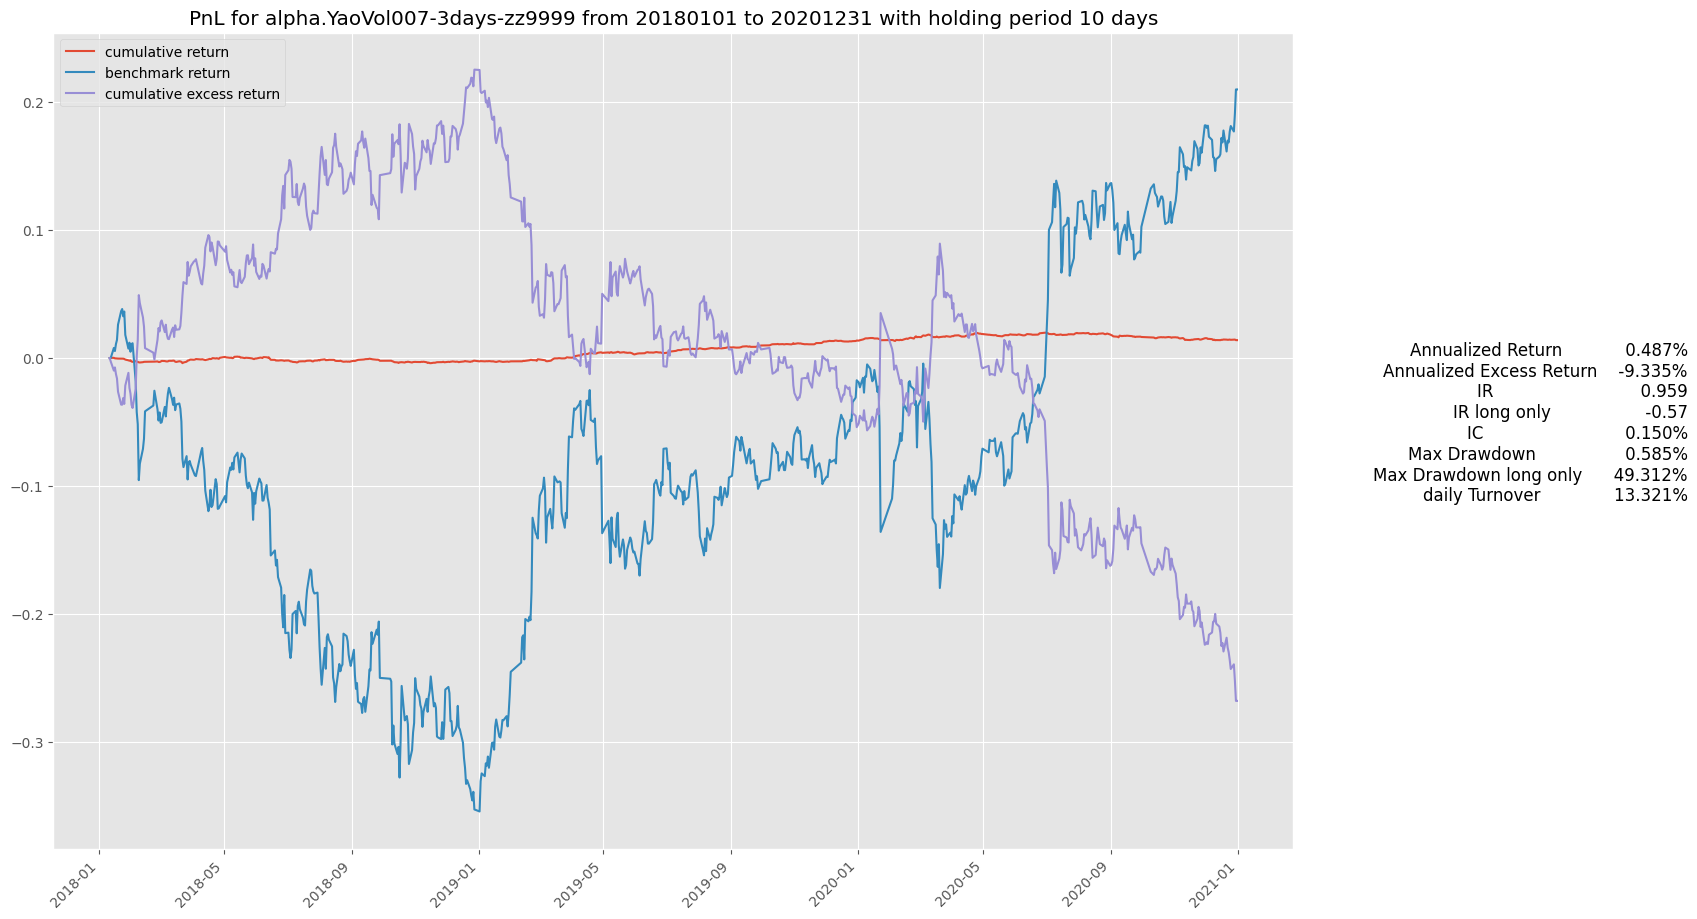 PnL for alpha.YaoVol007-3days-zz9999 from 20180101 to 20201231 with holding period 10 days
cumulative return
benchmark return
cumulative excess return
0.2
0.1
0.0
−0.1
−0.2
−0.3
2018-01
2018-05
2018-09
2019-01
2019-05
2019-09
2020-01
2020-05
2020-09
2021-01
Annualized Return 0.487%
Annualized Excess Return -9.335%
IR 0.959
IR long only -0.57
IC 0.150%
Max Drawdown 0.585%
Max Drawdown long only 49.312%
daily Turnover 13.321%